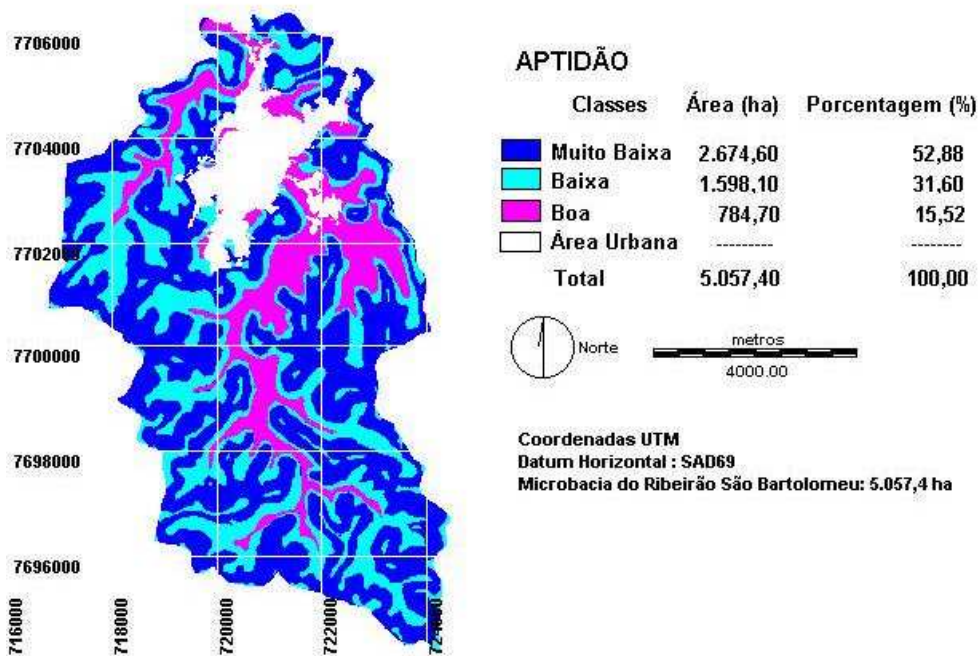 7706000
7704000
7702000
7700000
7698000
7696000
716000
718000
720000
722000
724000
APTIDÃO
Classes Área (ha) Porcentagem (%)
Muito Baixa 2.674,60 52,88
Baixa 1.598,10 31,60
Boa 784,70 15,52
Área Urbana --------- -------
Total 5.057,40 100,00
Norte
metros
4000.00
Coordenadas UTM
Datum Horizontal : SAD69
Microbacia do Ribeirão São Bartolomeu: 5.057,4 ha